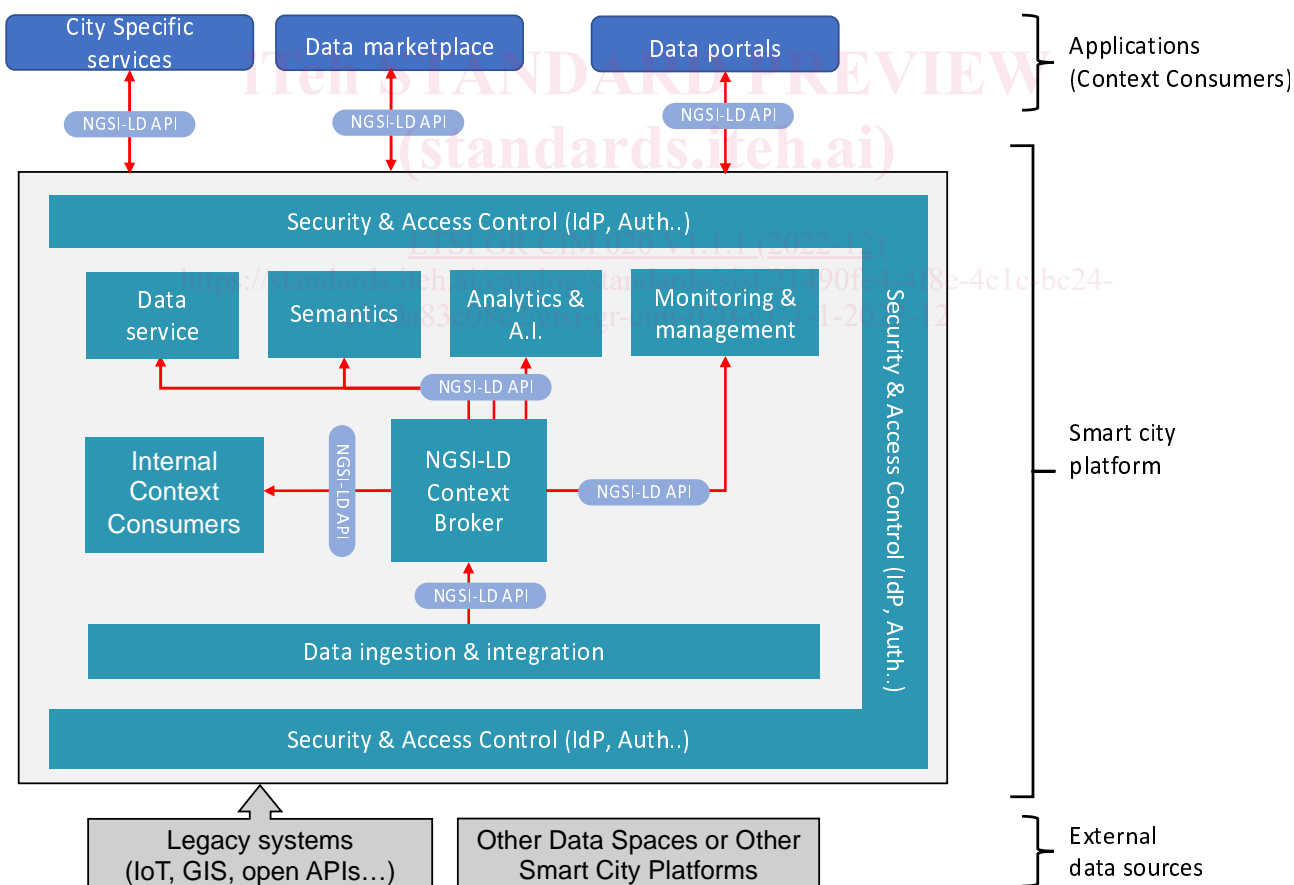 City Specific
services
Data marketplace
Data portals
Applications
(Context Consumers)
iTeh STANDARD PREVIEW
NGSI-LD API
NGSI-LD API
NGSI-LD API
(standards.iteh.ai)
Security & Access Control (IdP, Auth..)
ETSI GR CIM 020 V1.1.1 (2022-12)
Data
service
Semantics
Analytics &
A.I.
Monitoring &
management
Security & Access Control (IdP, Auth..)
NGSI-LD API
Smart city
platform
Internal
Context
Consumers
NGSI-LD API
NGSI-LD
Context
Broker
NGSI-LD API
NGSI-LD API
Data ingestion & integration
Security & Access Control (IdP, Auth..)
Legacy systems
(IoT, GIS, open APIs…)
Other Data Spaces or Other
Smart City Platforms
External
data sources